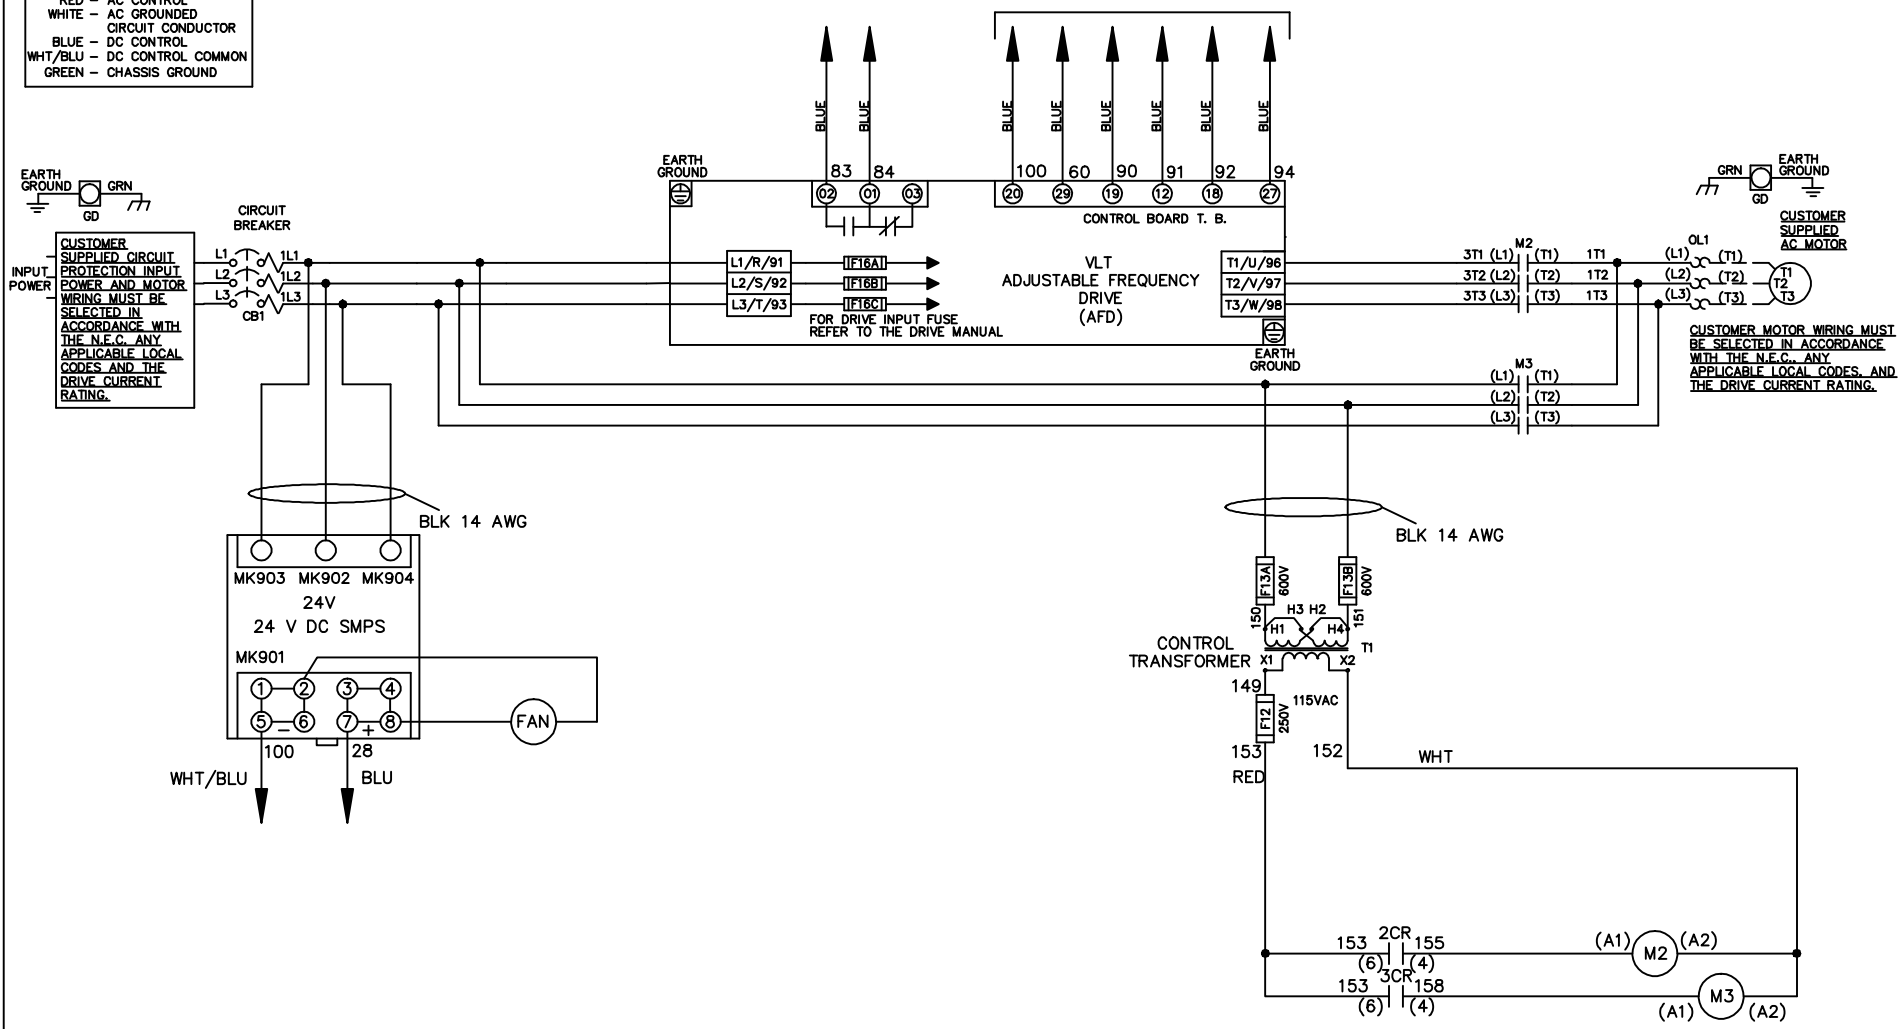 RED – AC CONTROL
WHITE – AC GROUNDED
CIRCUIT CONDUCTOR
BLUE – DC CONTROL
WHT/BLU – DC CONTROL COMMON
GREEN – CHASSIS GROUND
BLUE
BLUE
BLUE
BLUE
BLUE
BLUE
BLUE
BLUE
EARTH
GROUND
83
84
100
60
90
91
92
94
02
01
03
20
29
19
12
18
27
CONTROL BOARD T. B.
EARTH
GROUND
GRN
GD
CIRCUIT
BREAKER
GRN
EARTH
GROUND
GD
CUSTOMER
SUPPLIED
AC MOTOR
INPUT
POWER
CUSTOMER
SUPPLIED CIRCUIT
PROTECTION INPUT
POWER AND MOTOR
WIRING MUST BE
SELECTED IN
ACCORDANCE WITH
THE N.E.C. ANY
APPLICABLE LOCAL
CODES AND THE
DRIVE CURRENT
RATING.
L1
1L1
L2
1L2
L3
1L3
CB1
L1/R/91
L2/S/92
L3/T/93
F16A
F16B
F16C
FOR DRIVE INPUT FUSE
REFER TO THE DRIVE MANUAL
VLT
ADJUSTABLE FREQUENCY
DRIVE
(AFD)
T1/U/96
T2/V/97
T3/W/98
EARTH
GROUND
M2
3T1 (L1) (T1) 1T1
3T2 (L2) (T2) 1T2
3T3 (L3) (T3) 1T3
OL1
(L1) (T1)
(L2) (T2)
(L3) (T3)
T1
T2
T3
CUSTOMER MOTOR WIRING MUST
BE SELECTED IN ACCORDANCE
WITH THE N.E.C., ANY
APPLICABLE LOCAL CODES, AND
THE DRIVE CURRENT RATING.
M3
(L1) (T1)
(L2) (T2)
(L3) (T3)
BLK 14 AWG
BLK 14 AWG
MK903 MK902 MK904
24V
24 V DC SMPS
MK901
1 2 3 4
5 – 6 7 + 8
FAN
100
28
WHT/BLU
BLU
F13A
600V
F13B
600V
150
151
H3 H2
H1
H4
T1
CONTROL
TRANSFORMER
X1
X2
149
115VAC
F12
250V
153
152
RED
WHT
2CR
153
155
(6)
(4)
(A1)
M2
(A2)
3CR
153
158
(6)
(4)
(A1)
M3
(A2)